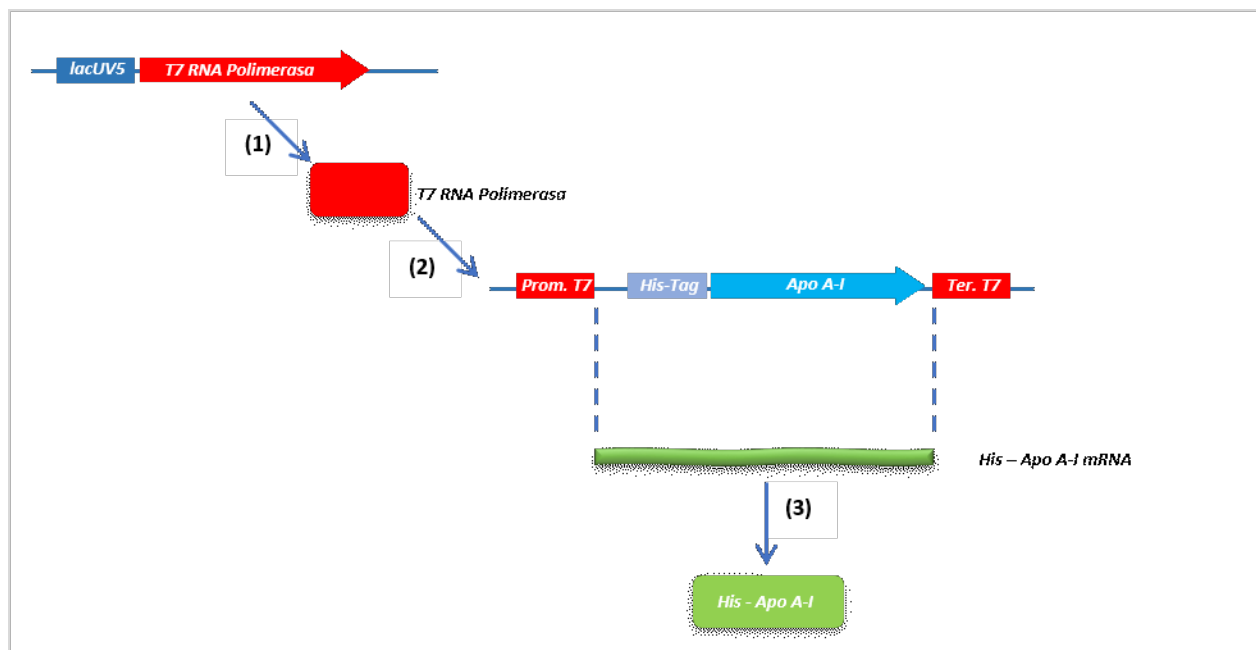 lacUV5 T7 RNA Polimerasa
(1)
T7 RNA Polimerasa
(2)
Prom. T7 His-Tag Apo A-I Ter. T7
His – Apo A-I mRNA
(3)
His - Apo A-I